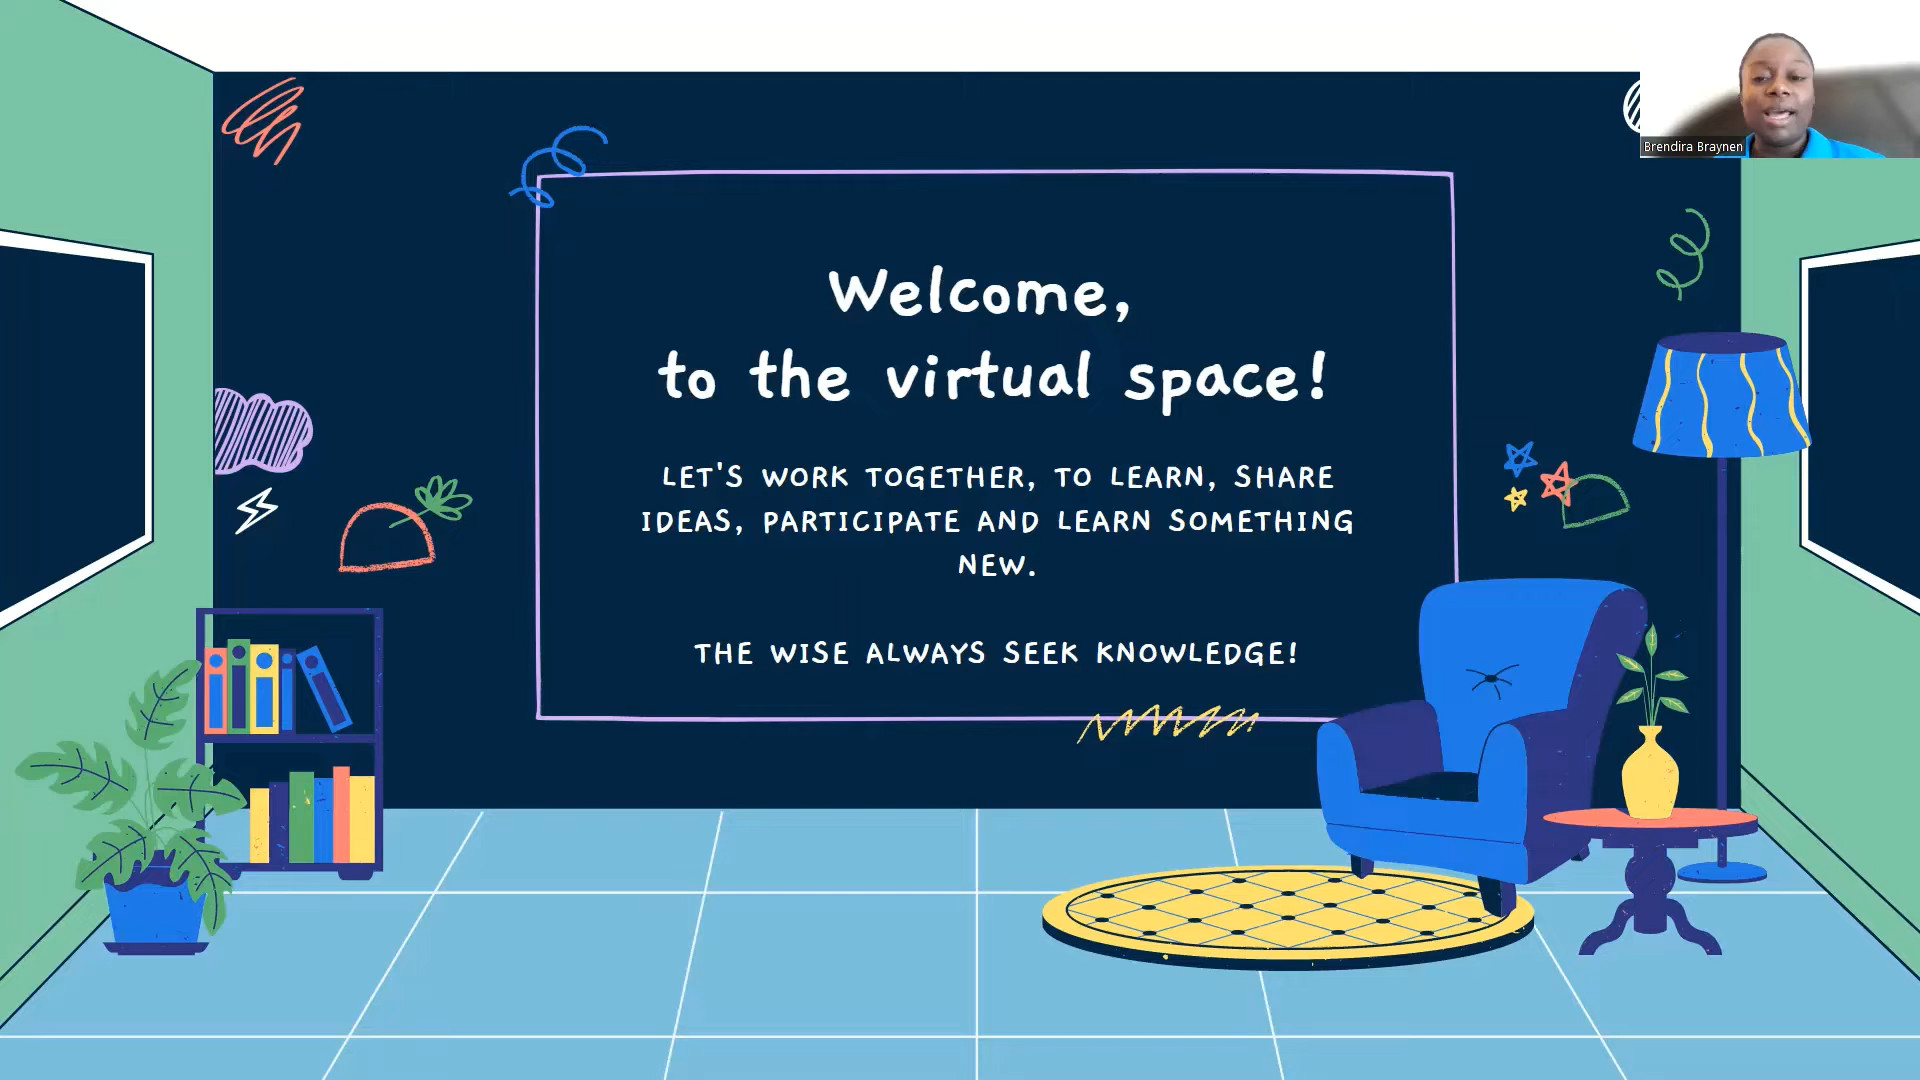 Brendira Braynen
Welcome,
to the virtual space!
LET'S WORK TOGETHER, TO LEARN, SHARE
IDEAS, PARTICIPATE AND LEARN SOMETHING
NEW.
THE WISE ALWAYS SEEK KNOWLEDGE!